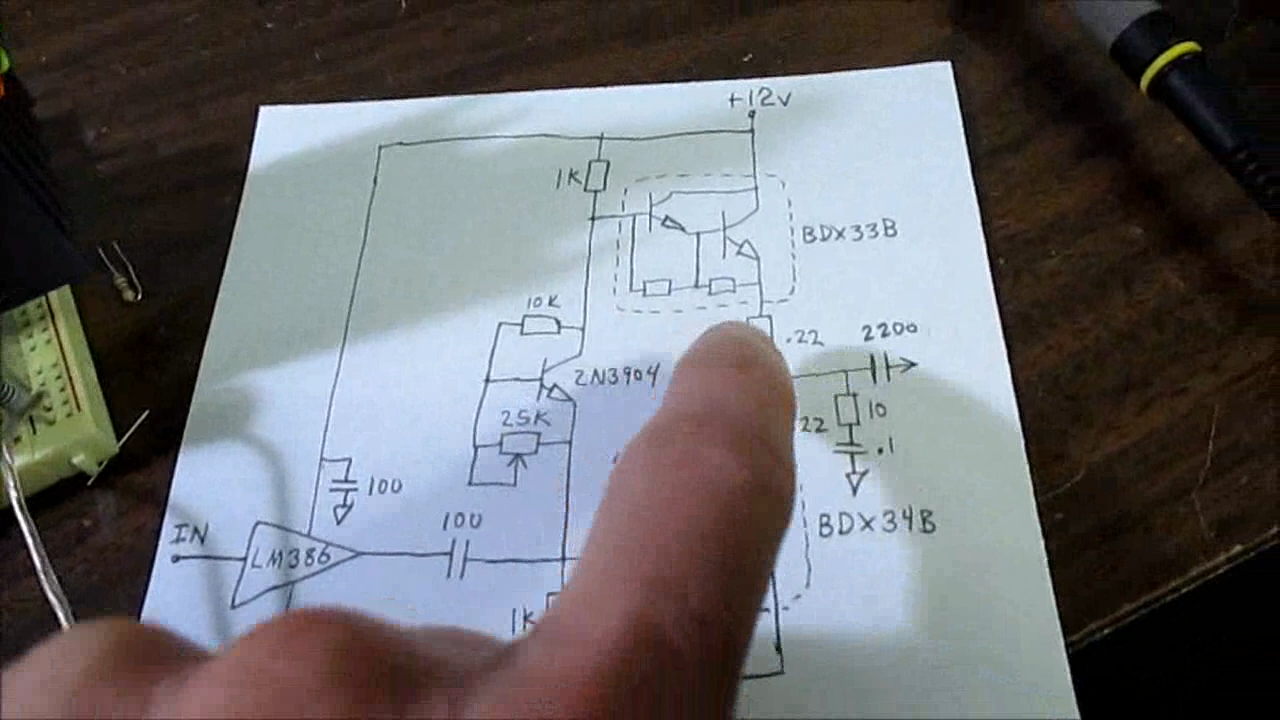 +12v
1K
BDX33B
10K
.22
2200
2N3904
25K
10
22
.1
100
BDX34B
IN
100
LM386
1K